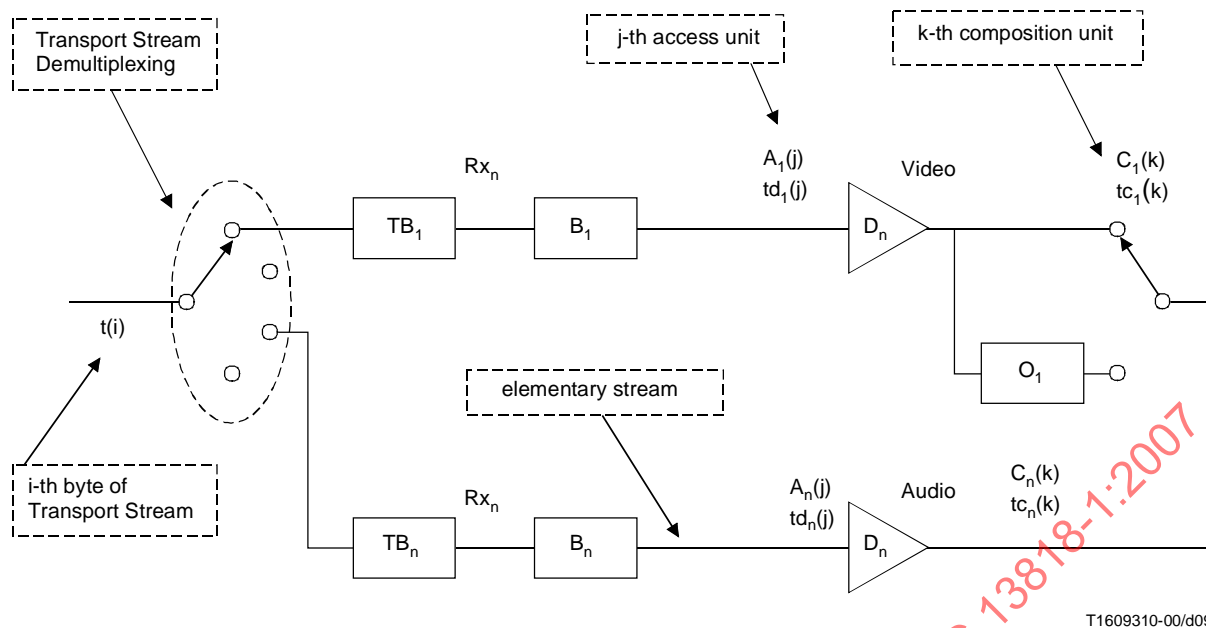 Transport Stream
Demultiplexing
j-th access unit
k-th composition unit
A1(j)
td1(j)
Rxn
Video
C1(k)
tc1(k)
TB1
B1
Dn
t(i)
O1
elementary stream
i-th byte of
Transport Stream
Rxn
An(j)
tdn(j)
Audio
Cn(k)
tcn(k)
TBn
Bn
Dn
13818-1:2007
T1609310-00/d09